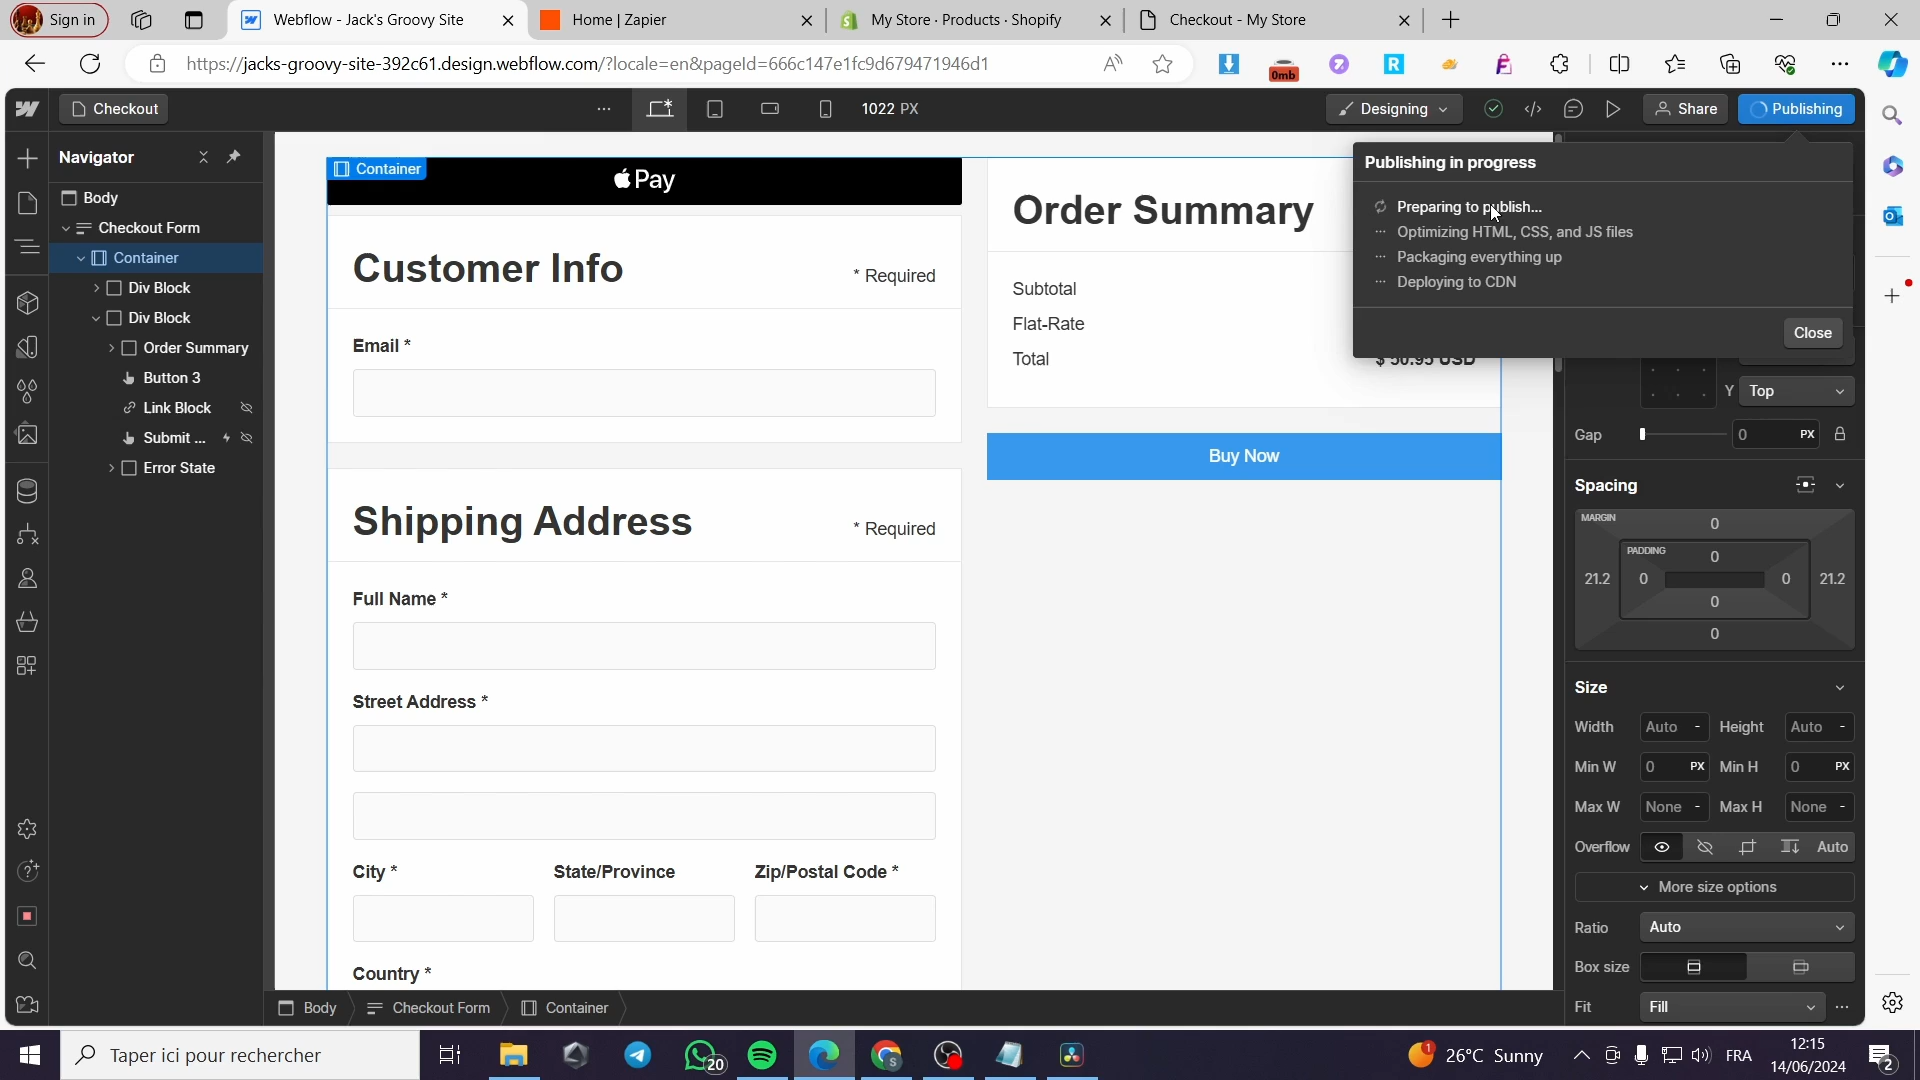 Sign in
Webflow - Jack's Groovy Site
Home | Zapier
My Store · Products · Shopify
Checkout - My Store
https://jacks-groovy-site-392c61.design.webflow.com/?locale=en&pageId=666c147e1fc9d679471946d1
0mb
Checkout
1022 PX
Designing
Share
Publishing
Navigator
Body
Checkout Form
Container
Div Block
Div Block
Order Summary
Button 3
Link Block
Submit ...
Error State
Container
Pay
Customer Info
* Required
Email *
Shipping Address
* Required
Full Name *
Street Address *
City *
State/Province
Zip/Postal Code *
Country *
Order Summary
Subtotal
Flat-Rate
Total
$ 50.95 USD
Buy Now
Publishing in progress
Preparing to publish...
Optimizing HTML, CSS, and JS files
Packaging everything up
Deploying to CDN
Close
Y
Top
Gap
0
PX
Spacing
MARGIN
0
PADDING
0
21.2
0
0
21.2
0
0
Size
Width
Auto
-
Height
Auto
-
Min W
0
PX
Min H
0
PX
Max W
None
-
Max H
None
-
Overflow
Auto
More size options
Ratio
Auto
Box size
Fit
Fill
Body
Checkout Form
Container
Taper ici pour rechercher
20
26°C Sunny
FRA
12:15
14/06/2024
2